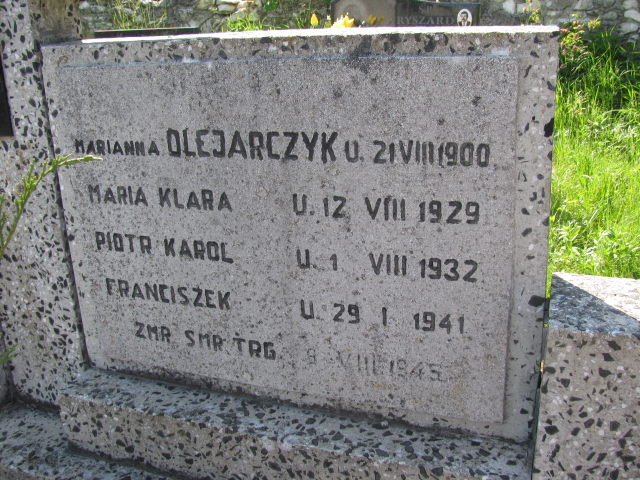 RYSZARD
MARIANNA OLEJARCZYK U. 21 VIII 1900
MARIA KLARA U. 12 VIII 1929
PIOTR KAROL U. 1 VIII 1932
FRANCISZEK U. 29 I 1941
ZMR SMR TRG. 9 VIII 1945